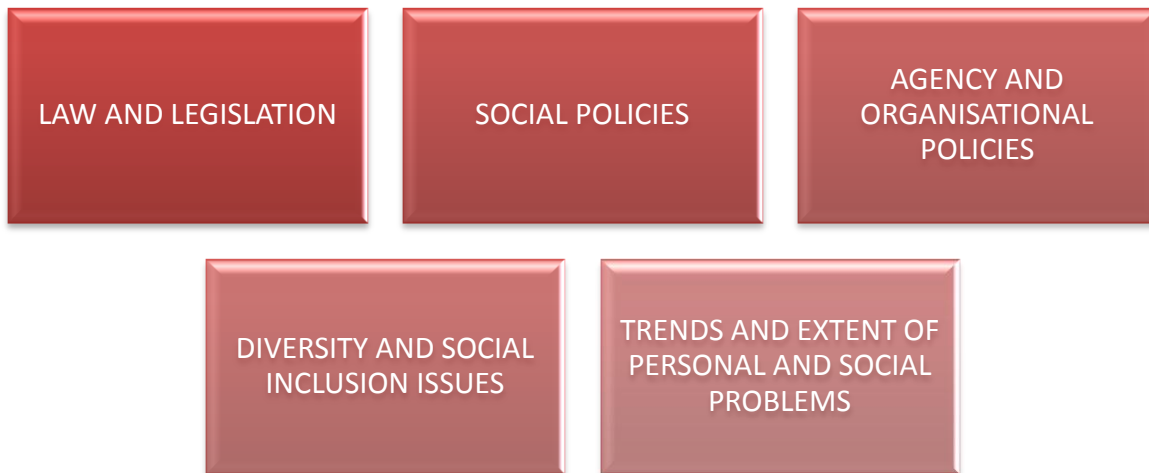 LAW AND LEGISLATION
SOCIAL POLICIES
AGENCY AND
ORGANISATIONAL
POLICIES
DIVERSITY AND SOCIAL
INCLUSION ISSUES
TRENDS AND EXTENT OF
PERSONAL AND SOCIAL
PROBLEMS